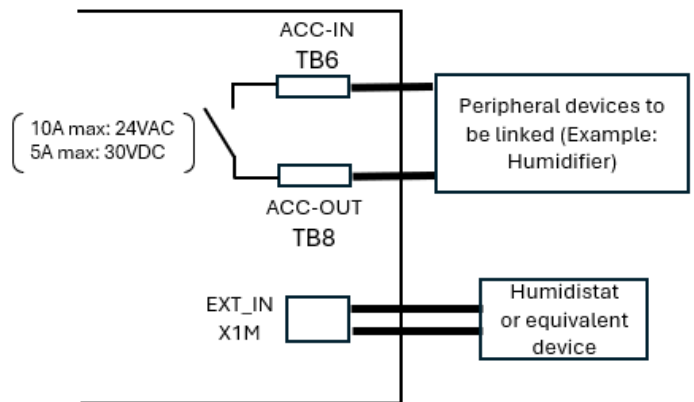 ACC-IN
TB6
10A max: 24VAC
5A max: 30VDC
Peripheral devices to
be linked (Example:
Humidifier)
ACC-OUT
TB8
EXT_IN
X1M
Humidistat
or equivalent
device